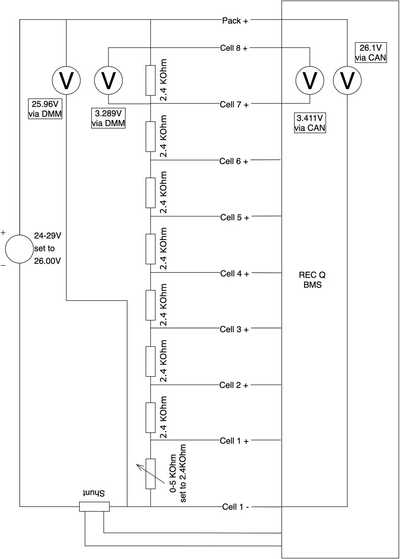 Pack +
Cell 8 +
26.1V
via CAN
V
V
V
V
25.96V
via DMM
3.289V
via DMM
2.4 KOhm
Cell 7 +
3.411V
via CAN
2.4 KOhm
Cell 6 +
2.4 KOhm
Cell 5 +
+
24-29V
set to
26.00V
−
2.4 KOhm
Cell 4 +
REC Q
BMS
2.4 KOhm
Cell 3 +
2.4 KOhm
Cell 2 +
2.4 KOhm
Cell 1 +
0-5 KOhm
set to 2.4KOhm
Shunt
Cell 1 -